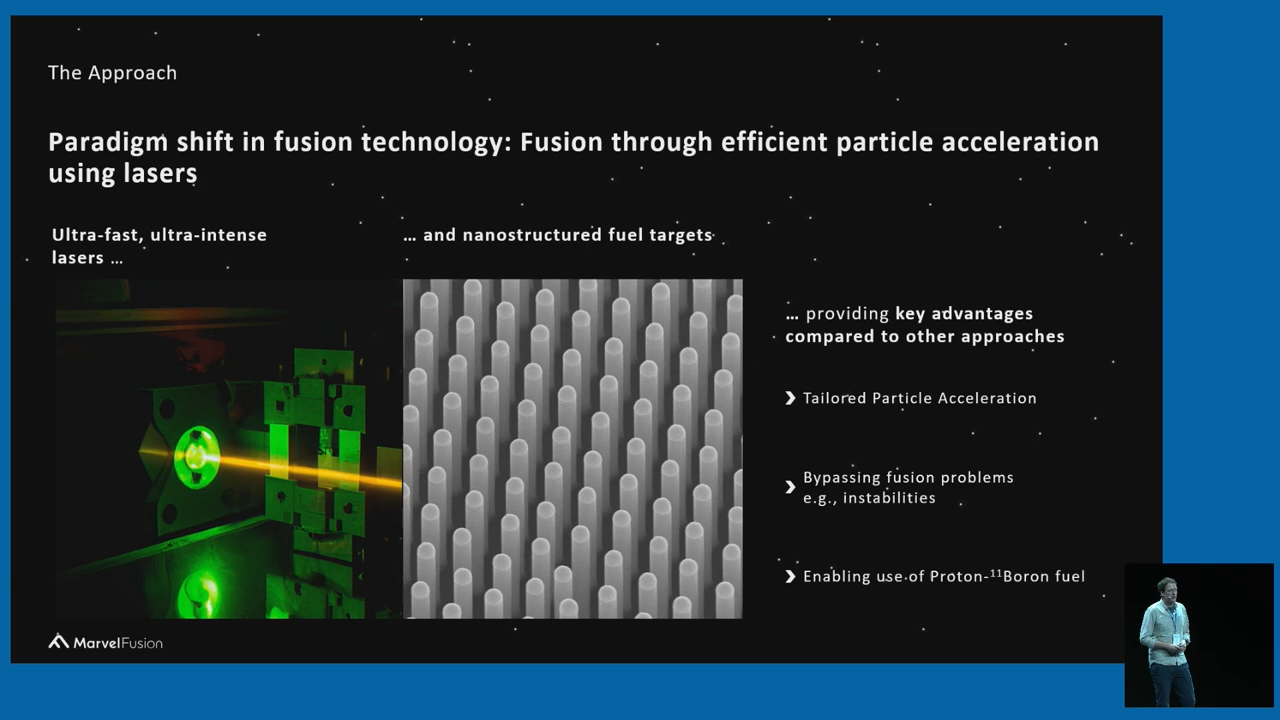 The Approach
Paradigm shift in fusion technology: Fusion through efficient particle acceleration
using lasers
Ultra-fast, ultra-intense
lasers …
… and nanostructured fuel targets
… providing key advantages
compared to other approaches
Tailored Particle Acceleration
Bypassing fusion problems
e.g., instabilities
Enabling use of Proton-¹¹Boron fuel
MarvelFusion